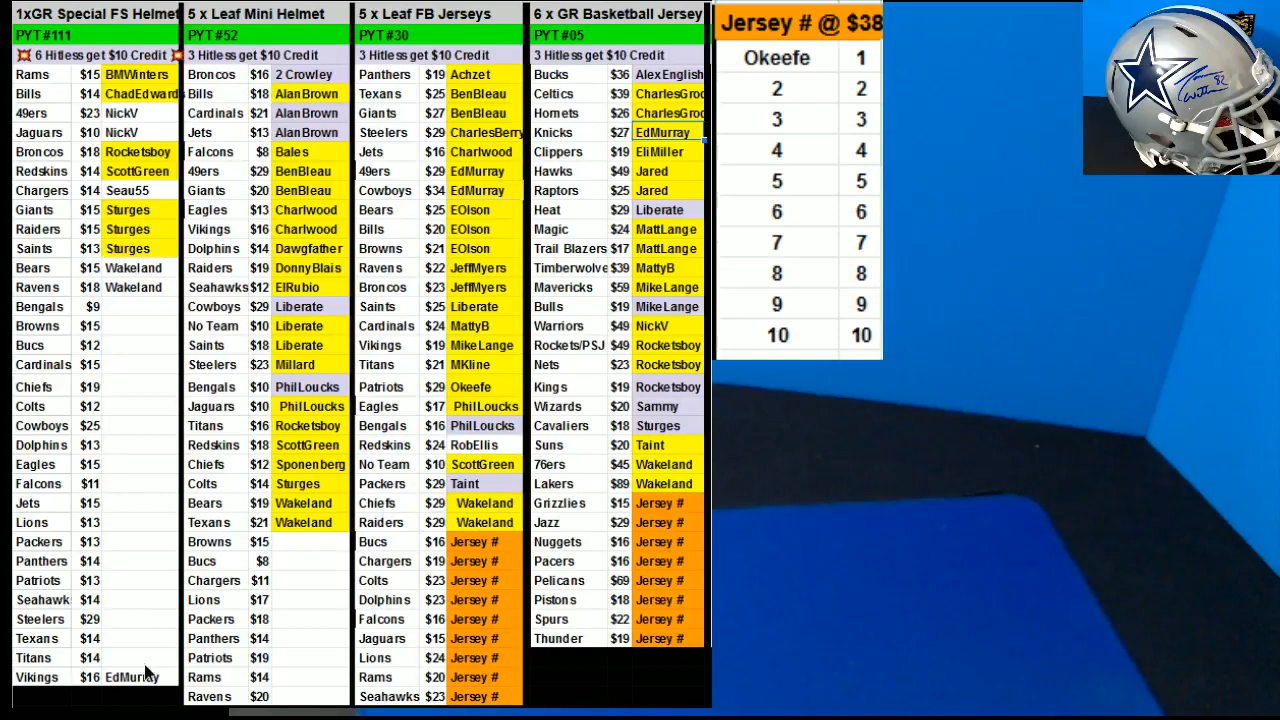 1xGR Special FS Helmet
PYT #111
💥 6 Hitless get $10 Credit 💥
Rams $15 BMWinters
Bills $15 ChadEdwards
49ers $23 NickV
Jaguars $10 NickV
Broncos $18 Rocketsboy
Redskins $14 ScottGreen
Chargers $14 Seau55
Giants $15 Sturges
Raiders $15 Sturges
Saints $13 Sturges
Bears $15 Wakeland
Ravens $18 Wakeland
Bengals $9
Browns $15
Bucs $12
Cardinals $15
Chiefs $19
Colts $12
Cowboys $25
Dolphins $13
Eagles $15
Falcons $11
Jets $15
Lions $13
Packers $13
Panthers $14
Patriots $13
Seahawk $14
Steelers $29
Texans $14
Titans $14
Vikings $16 EdMurray
5 x Leaf Mini Helmet
PYT #52
3 Hitless get $10 Credit
Broncos $16 2 Crowley
Bills $18 AlanBrown
Cardinals $21 AlanBrown
Jets $13 AlanBrown
Falcons $8 Bales
49ers $29 BenBleau
Giants $20 BenBleau
Eagles $13 Charlwood
Vikings $16 Charlwood
Dolphins $14 Dawgfather
Raiders $19 DonnyBlais
Seahawks $12 ElRubio
Cowboys $29 Liberate
No Team $10 Liberate
Saints $18 Liberate
Steelers $23 Millard
Bengals $10 PhilLoucks
Jaguars $10 PhilLoucks
Titans $16 Rocketsboy
Redskins $18 ScottGreen
Chiefs $12 Sponenberg
Colts $14 Sturges
Bears $19 Wakeland
Texans $21 Wakeland
Browns $15
Bucs $8
Chargers $11
Lions $17
Packers $18
Panthers $14
Patriots $19
Rams $14
Ravens $20
5 x Leaf FB Jerseys
PYT #30
3 Hitless get $10 Credit
Panthers $19 Achzet
Texans $25 BenBleau
Giants $27 BenBleau
Steelers $29 CharlesBerry
Jets $16 Charlwood
49ers $29 EdMurray
Cowboys $34 EdMurray
Bears $25 EOlson
Bills $20 EOlson
Browns $21 EOlson
Ravens $22 JeffMyers
Broncos $23 JeffMyers
Saints $25 Liberate
Cardinals $24 MattyB
Vikings $19 MikeLange
Titans $21 MKline
Patriots $29 Okeefe
Eagles $17 PhilLoucks
Bengals $16 PhilLoucks
Redskins $24 RobEllis
No Team $10 ScottGreen
Packers $29 Taint
Chiefs $29 Wakeland
Raiders $29 Wakeland
Bucs $16 Jersey #
Chargers $19 Jersey #
Colts $23 Jersey #
Dolphins $23 Jersey #
Falcons $16 Jersey #
Jaguars $15 Jersey #
Lions $24 Jersey #
Rams $20 Jersey #
Seahawks $23 Jersey #
6 x GR Basketball Jersey
PYT #05
3 Hitless get $10 Credit
Bucks $36 AlexEnglish
Celtics $39 CharlesGroo
Hornets $26 CharlesGroo
Knicks $27 EdMurray
Clippers $19 EliMiller
Hawks $49 Jared
Raptors $25 Jared
Heat $29 Liberate
Magic $24 MattLange
Trail Blazers $17 MattLange
Timberwolve $39 MattyB
Mavericks $59 MikeLange
Bulls $19 MikeLange
Warriors $49 NickV
Rockets/PSJ $49 Rocketsboy
Nets $23 Rocketsboy
Kings $19 Rocketsboy
Wizards $20 Sammy
Cavaliers $18 Sturges
Suns $20 Taint
76ers $45 Wakeland
Lakers $89 Wakeland
Grizzlies $15 Jersey #
Jazz $29 Jersey #
Nuggets $16 Jersey #
Pacers $16 Jersey #
Pelicans $69 Jersey #
Pistons $18 Jersey #
Spurs $22 Jersey #
Thunder $19 Jersey #
Jersey # @ $38
Okeefe 1
2 2
3 3
4 4
5 5
6 6
7 7
8 8
9 9
10 10